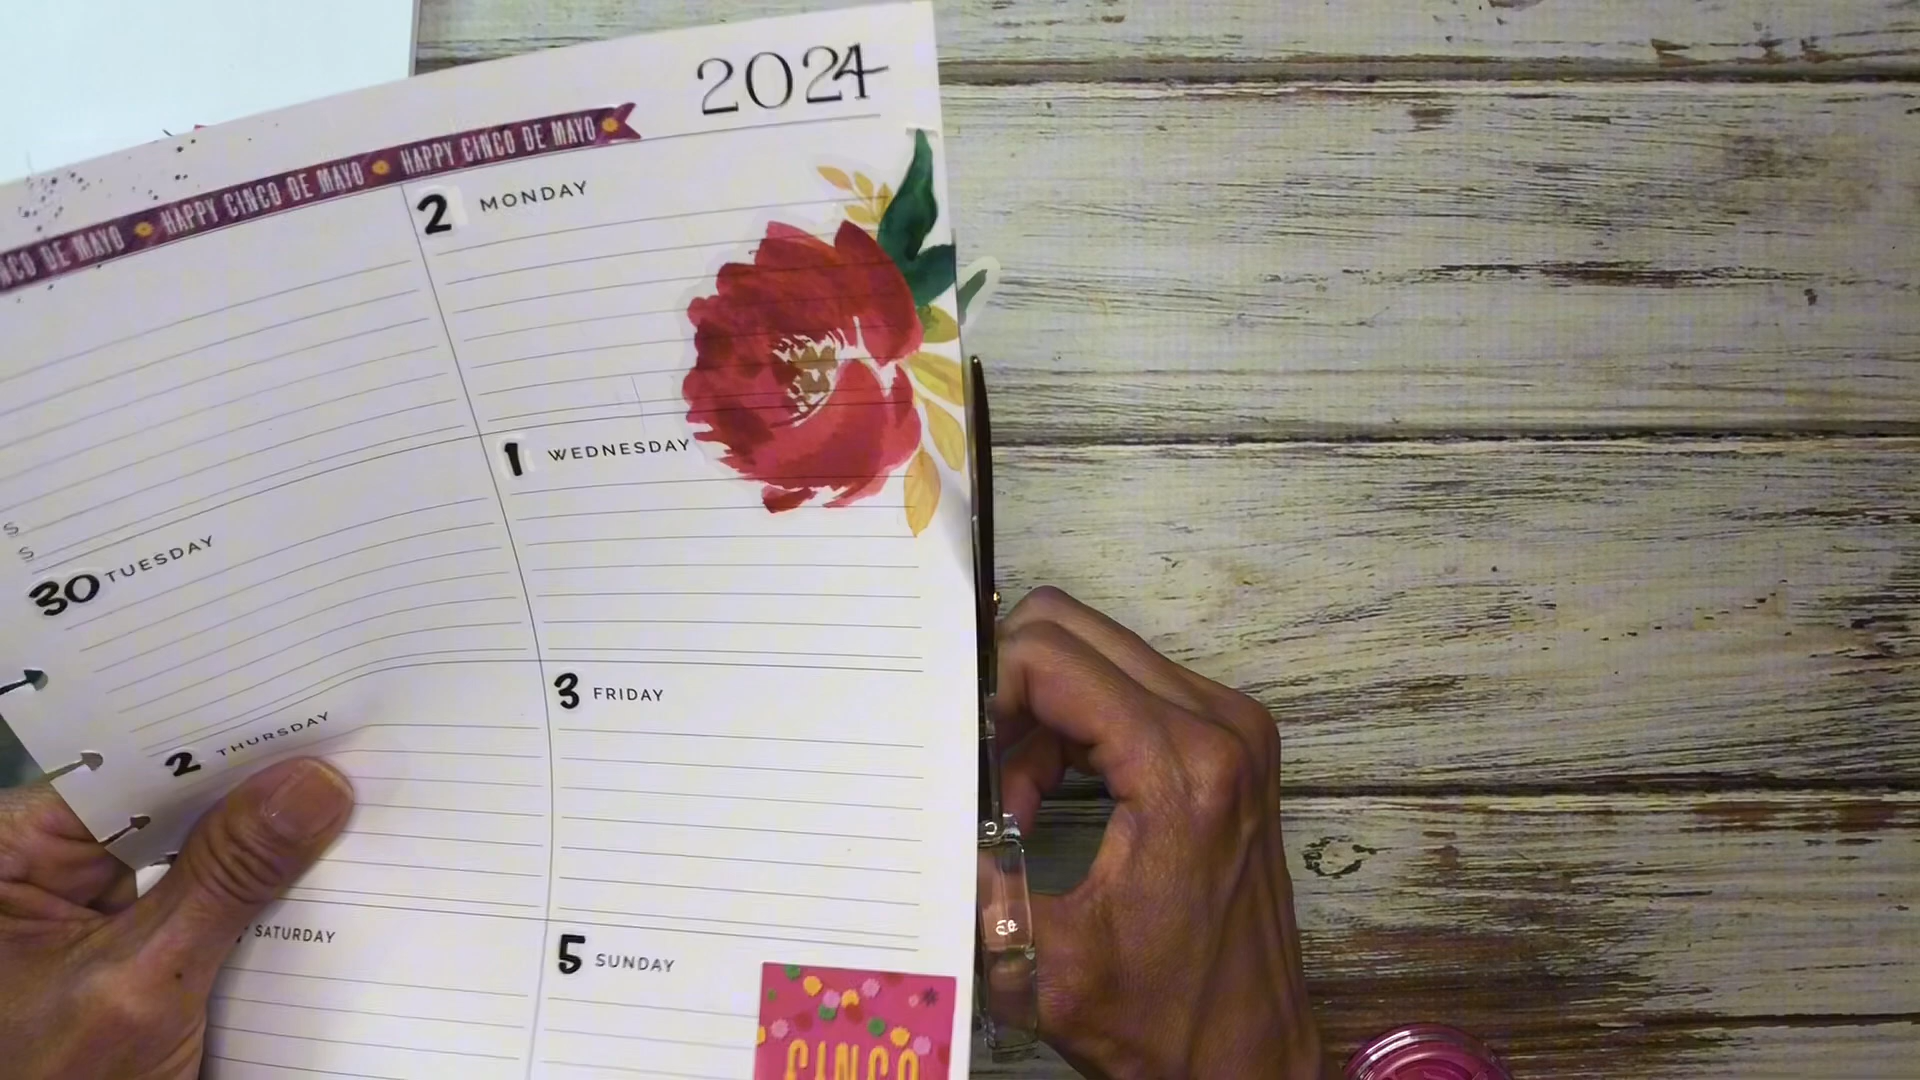 2024
HAPPY CINCO DE MAYO HAPPY CINCO DE MAYO
DE MAYO
2 MONDAY
1 WEDNESDAY
$
$
30 TUESDAY
3 FRIDAY
2 THURSDAY
SATURDAY
5 SUNDAY
CINCO